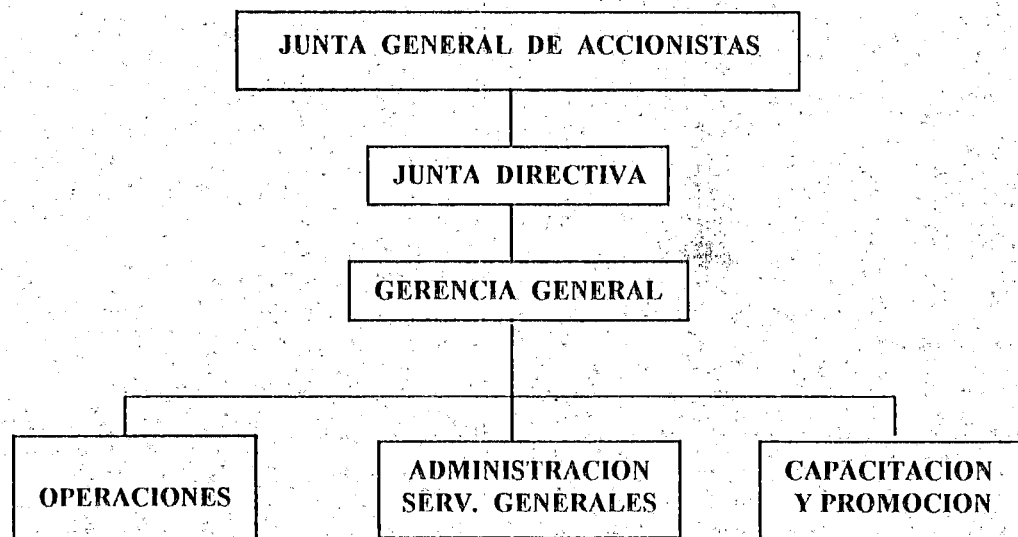 JUNTA GENERAL DE ACCIONISTAS
JUNTA DIRECTIVA
GERENCIA GENERAL
OPERACIONES
ADMINISTRACION
SERV. GENERALES
CAPACITACION
Y PROMOCION